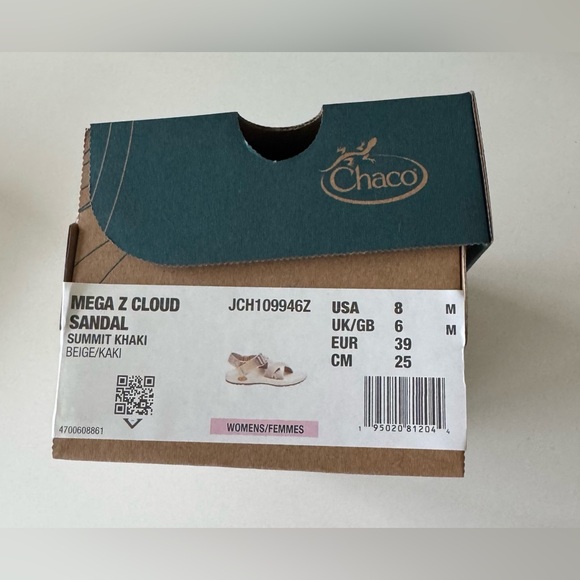 Chaco
MEGA Z CLOUD
SANDAL
SUMMIT KHAKI
BEIGE/KAKI
4700608861
JCH109946Z
WOMENS/FEMMES
USA 8 M
UK/GB 6 M
EUR 39
CM 25
1 95020 81204 4